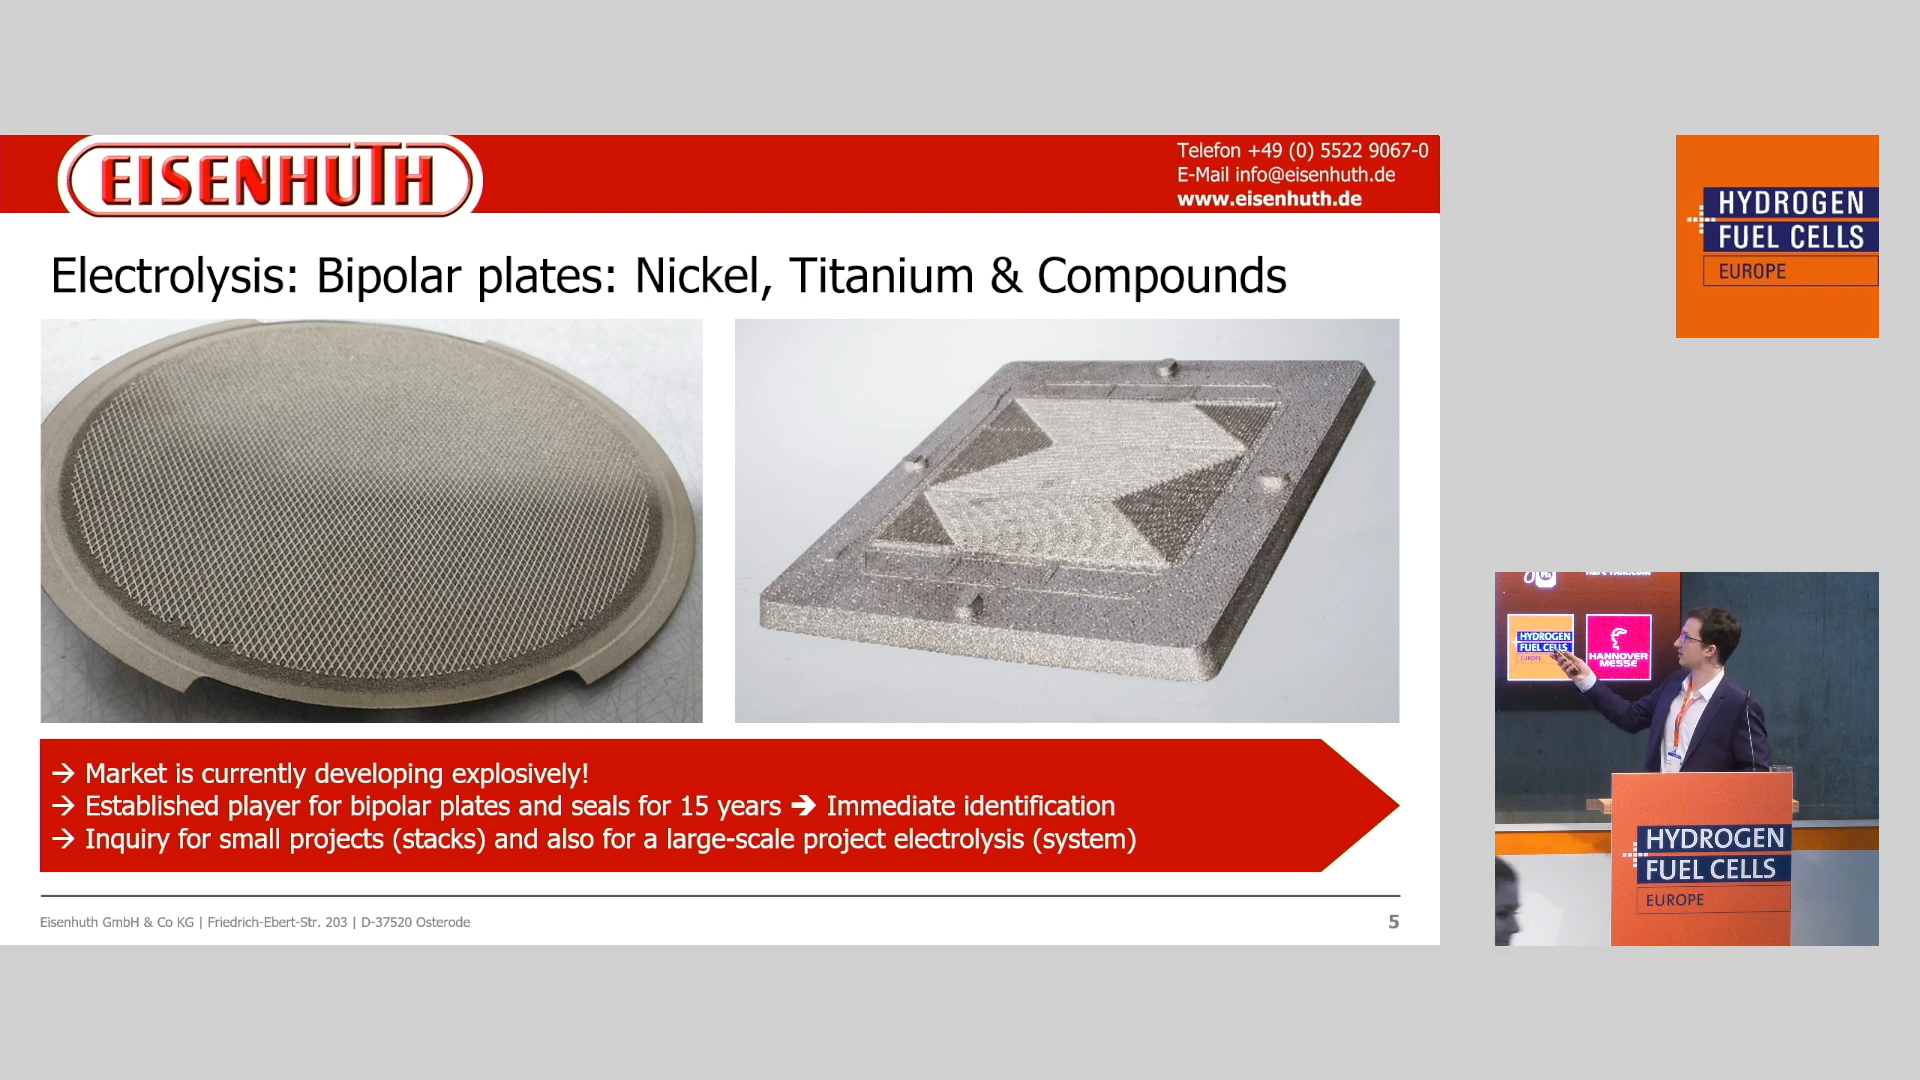 EISENHUTH
Telefon +49 (0) 5522 9067-0
E-Mail info@eisenhuth.de
www.eisenhuth.de
Electrolysis: Bipolar plates: Nickel, Titanium & Compounds
→ Market is currently developing explosively!
→ Established player for bipolar plates and seals for 15 years ➔ Immediate identification
→ Inquiry for small projects (stacks) and also for a large-scale project electrolysis (system)
Eisenhuth GmbH & Co KG | Friedrich-Ebert-Str. 203 | D-37520 Osterode
5
HYDROGEN
FUEL CELLS
EUROPE
HYDROGEN
FUEL CELLS
EUROPE
HANNOVER
MESSE
HYDROGEN
FUEL CELLS
EUROPE